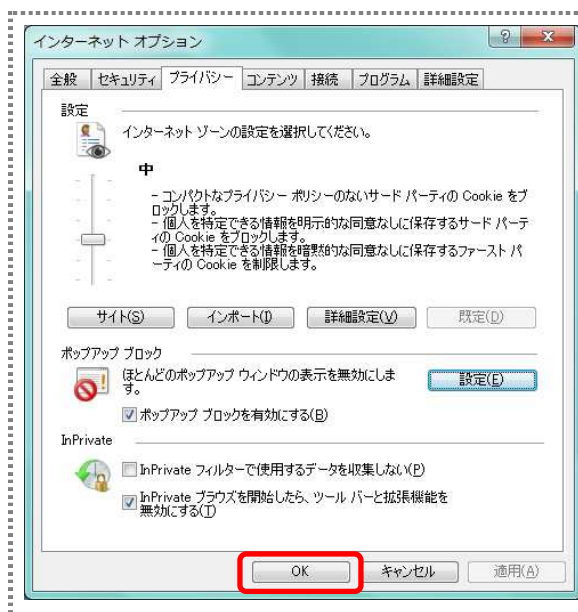 インターネット オプション
全般 セキュリティ プライバシー コンテンツ 接続 プログラム 詳細設定
設定
インターネット ゾーンの設定を選択してください。
中
- コンパクトなプライバシー ポリシーのないサード パーティの Cookie をブ
ロックします。
- 個人を特定できる情報を明示的な同意なしに保存するサード パーテ
ィの Cookie をブロックします。
- 個人を特定できる情報を暗黙的な同意なしに保存するファースト パ
ーティの Cookie を制限します。
サイト(S) インポート(I) 詳細設定(V) 既定(D)
ポップアップ ブロック
ほとんどのポップアップ ウィンドウの表示を無効にしま
す。
設定(E)
ポップアップ ブロックを有効にする(B)
InPrivate
InPrivate フィルターで使用するデータを収集しない(P)
InPrivate ブラウズを開始したら、ツール バーと拡張機能を
無効にする(T)
OK キャンセル 適用(A)